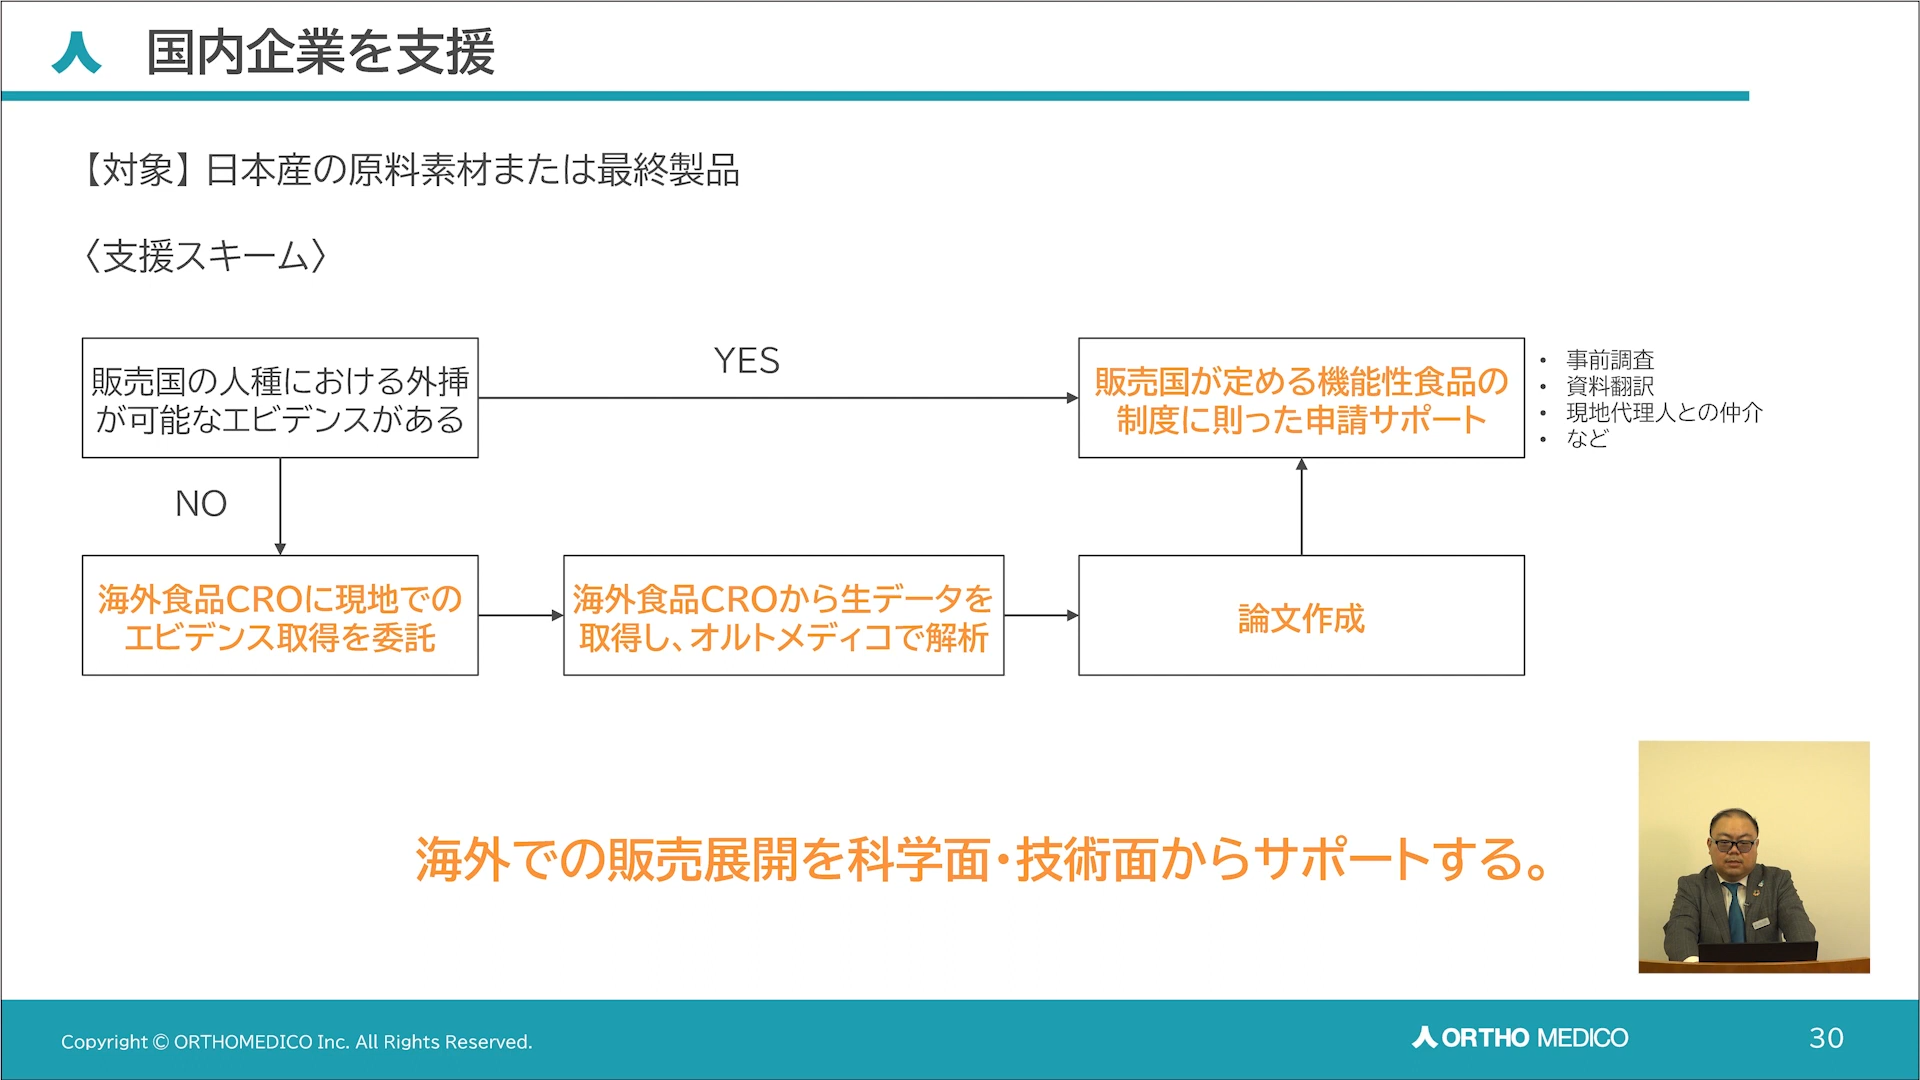 国内企業を支援
【対象】日本産の原料素材または最終製品
〈支援スキーム〉
販売国の人種における外挿
が可能なエビデンスがある
YES
販売国が定める機能性食品の
制度に則った申請サポート
• 事前調査
• 資料翻訳
• 現地代理人との仲介
• など
NO
海外食品CROに現地での
エビデンス取得を委託
海外食品CROから生データを
取得し、オルトメディコで解析
論文作成
海外での販売展開を科学面・技術面からサポートする。
Copyright © ORTHOMEDICO Inc. All Rights Reserved.
ORTHO MEDICO
30